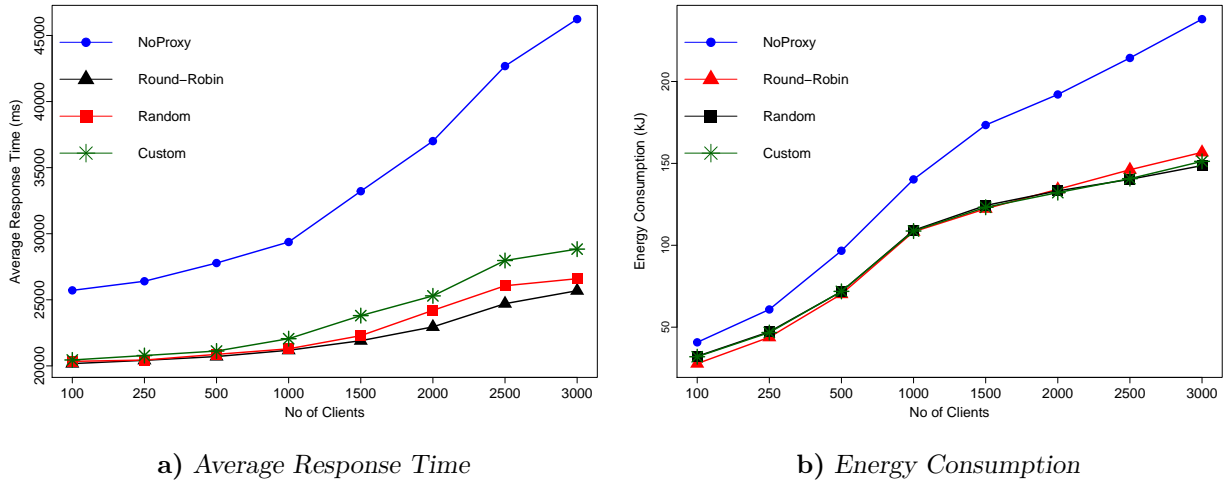 Average Response Time (ms)
45000
40000
35000
30000
25000
20000
NoProxy
Round−Robin
Random
Custom
100 250 500 1000 1500 2000 2500 3000
No of Clients
a) Average Response Time
Energy Consumption (kJ)
200
150
100
50
NoProxy
Round−Robin
Random
Custom
100 250 500 1000 1500 2000 2500 3000
No of Clients
b) Energy Consumption